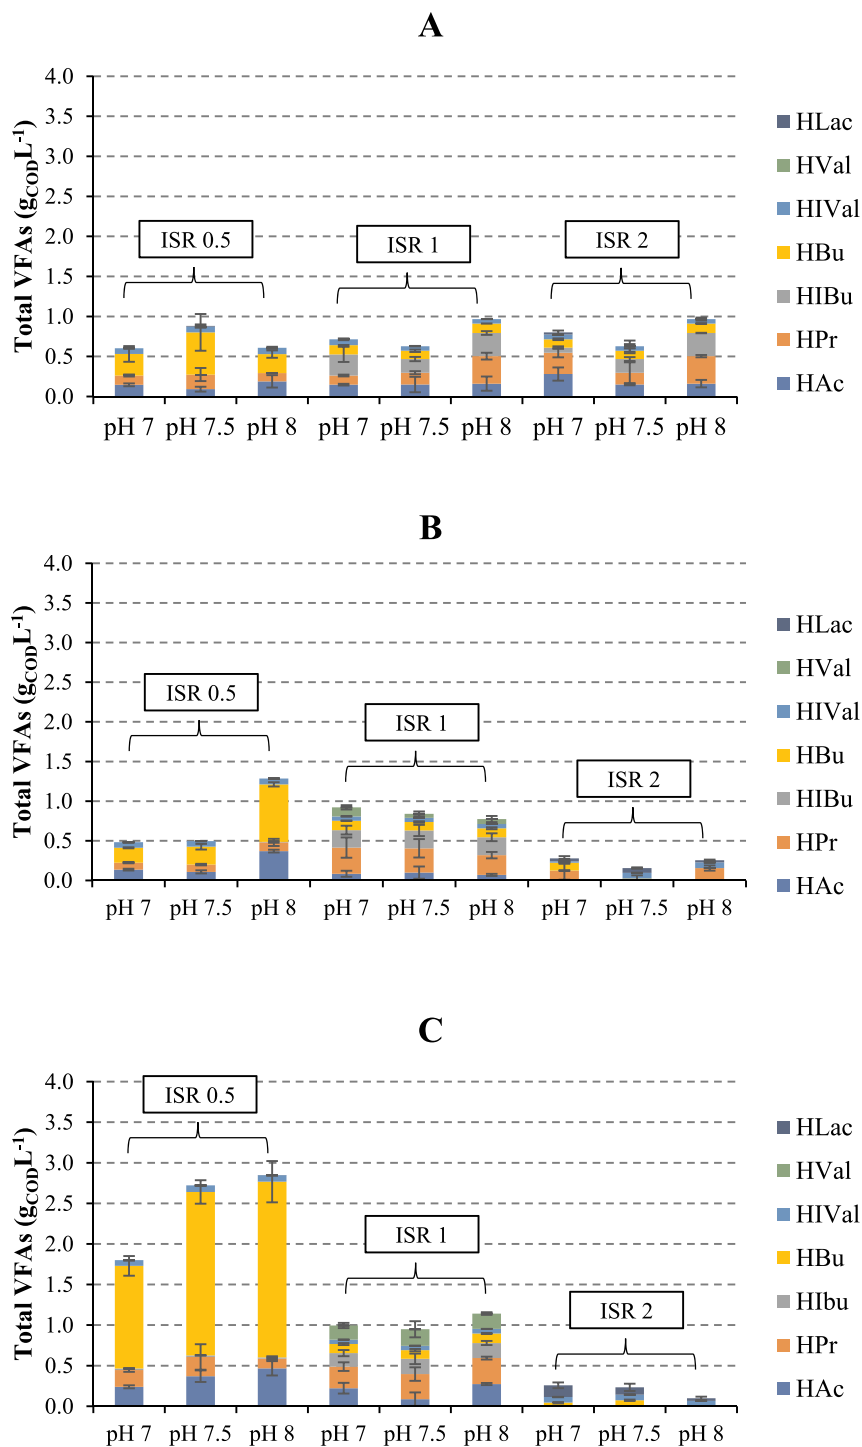 A
Total VFAs (g_COD L⁻¹)
4.0
3.5
3.0
2.5
2.0
1.5
1.0
0.5
0.0
ISR 0.5
ISR 1
ISR 2
pH 7 pH 7.5 pH 8 pH 7 pH 7.5 pH 8 pH 7 pH 7.5 pH 8
HLac
HVal
HIVal
HBu
HIBu
HPr
HAc
B
Total VFAs (g_COD L⁻¹)
4.0
3.5
3.0
2.5
2.0
1.5
1.0
0.5
0.0
ISR 0.5
ISR 1
ISR 2
pH 7 pH 7.5 pH 8 pH 7 pH 7.5 pH 8 pH 7 pH 7.5 pH 8
HLac
HVal
HIVal
HBu
HIBu
HPr
HAc
C
Total VFAs (g_COD L⁻¹)
4.0
3.5
3.0
2.5
2.0
1.5
1.0
0.5
0.0
ISR 0.5
ISR 1
ISR 2
pH 7 pH 7.5 pH 8 pH 7 pH 7.5 pH 8 pH 7 pH 7.5 pH 8
HLac
HVal
HIVal
HBu
HIbu
HPr
HAc